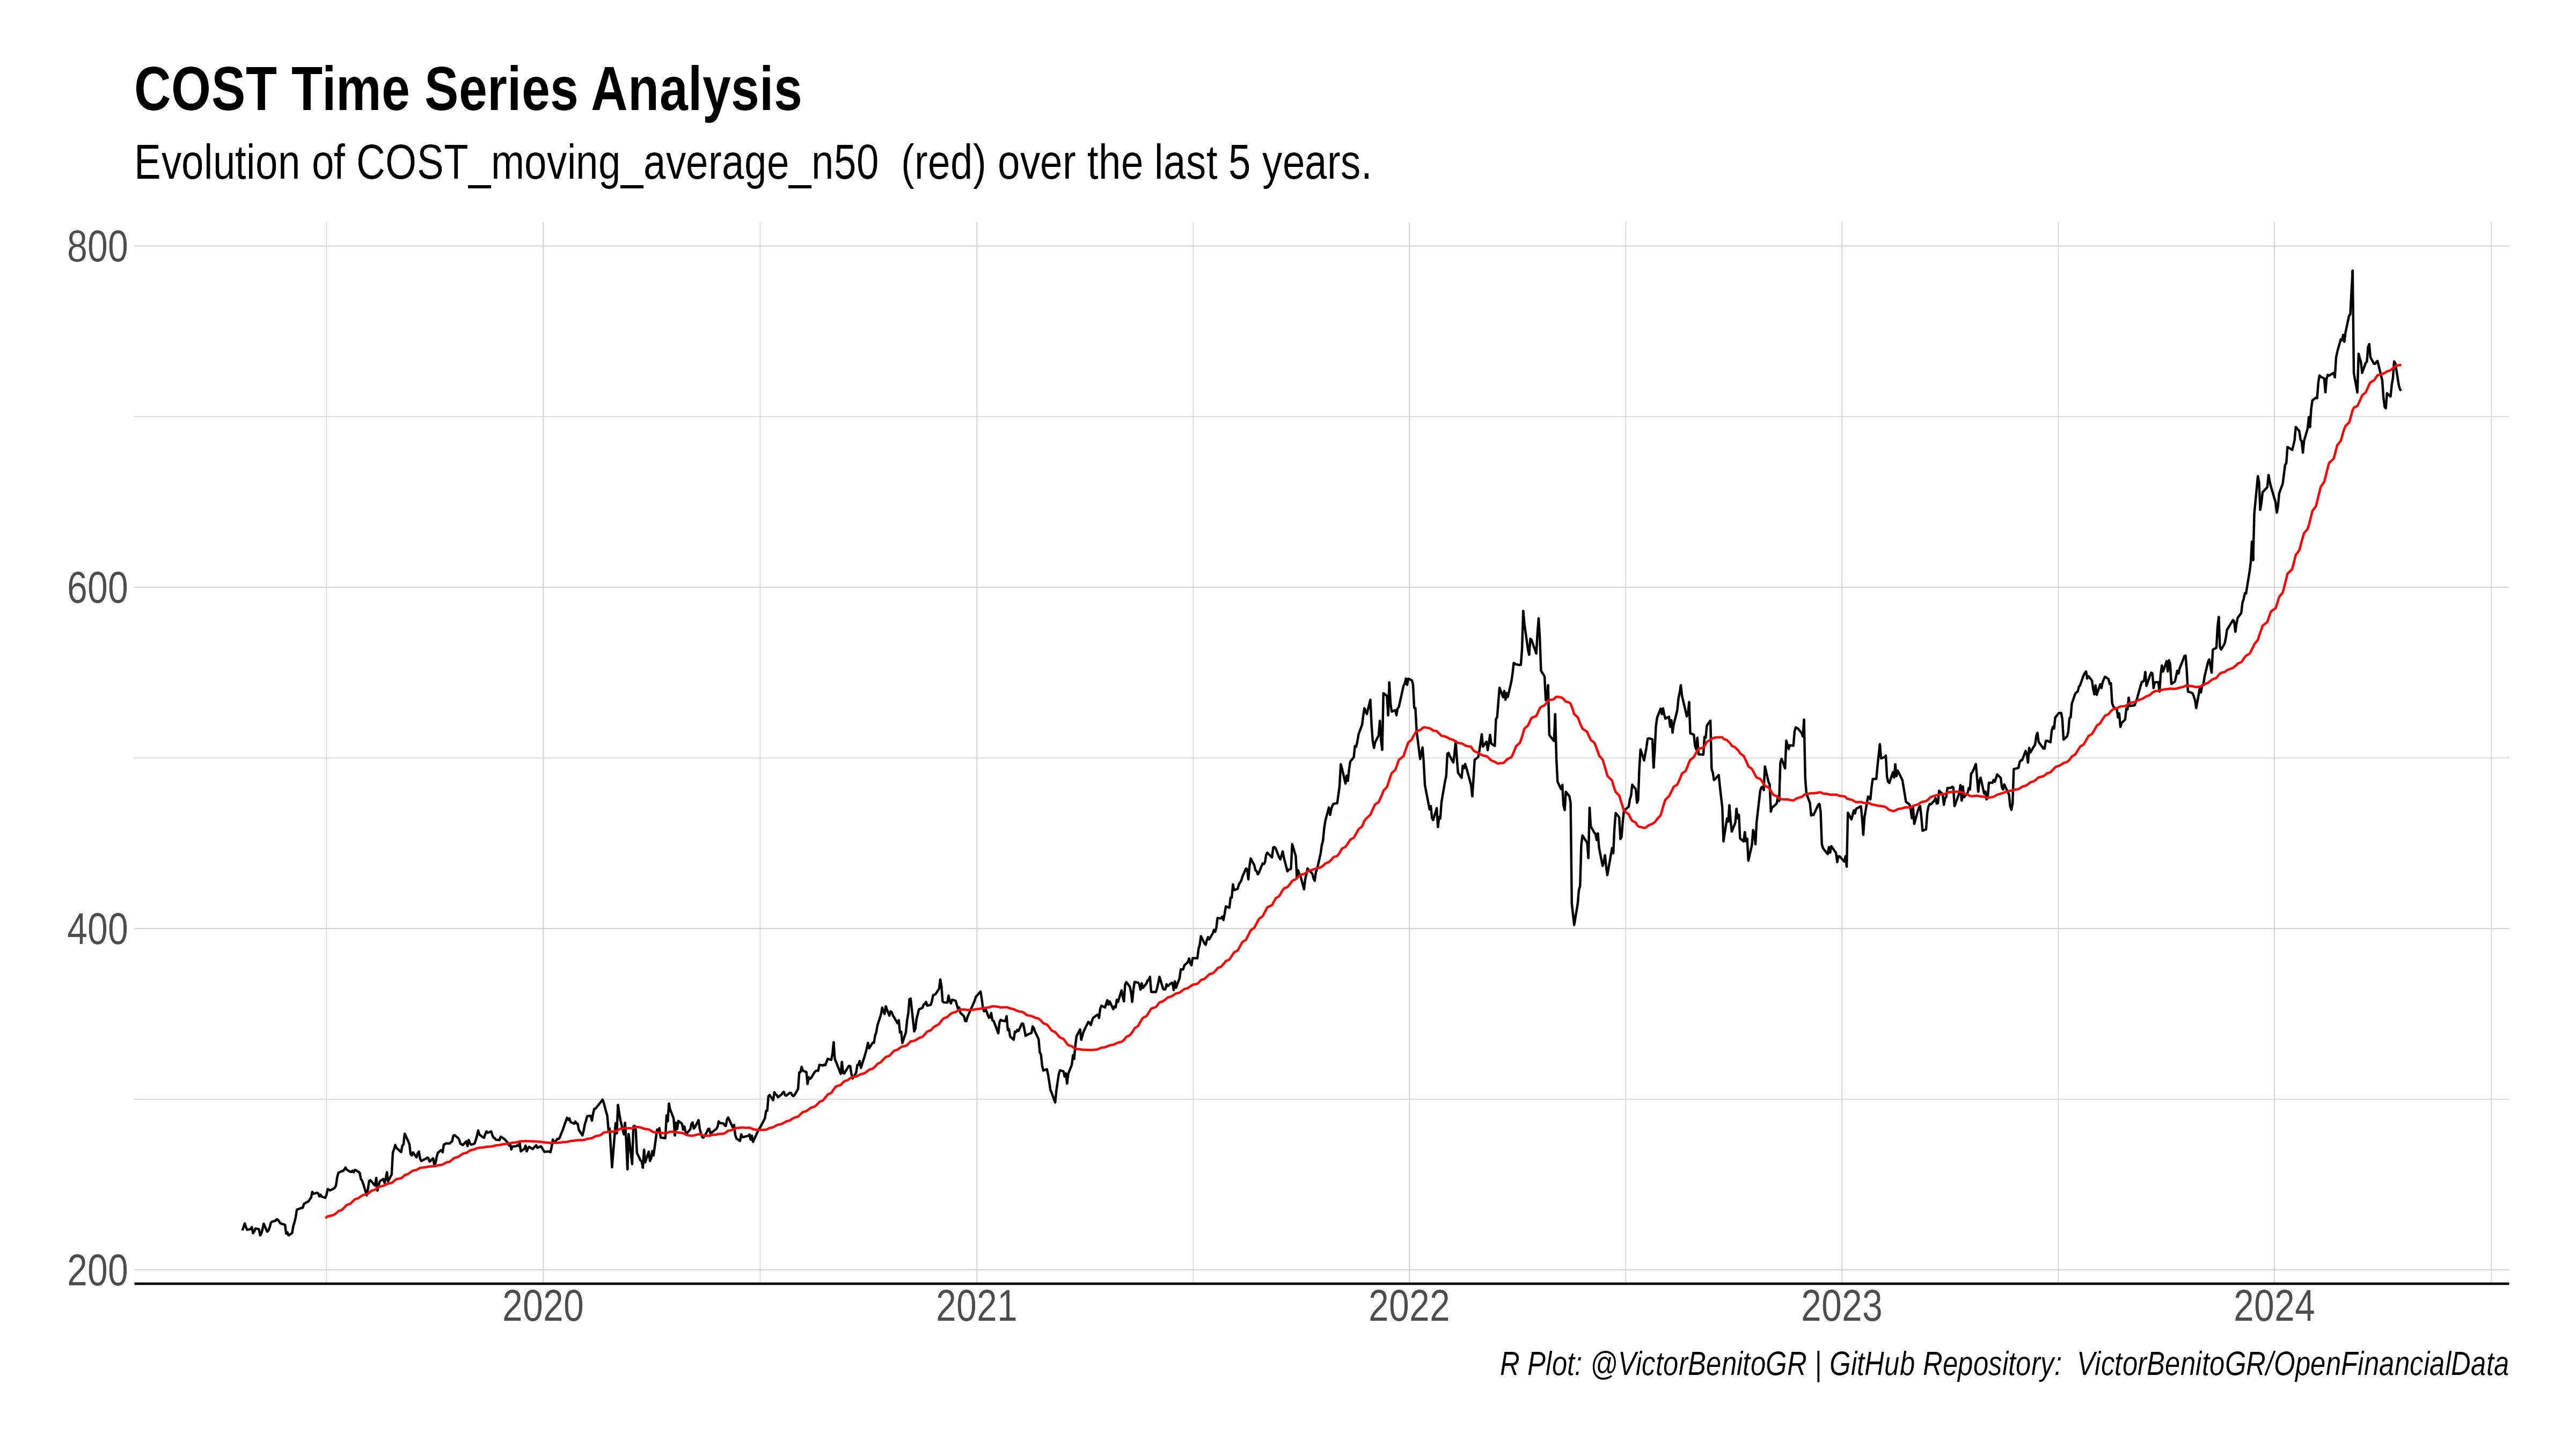 COST Time Series Analysis
Evolution of COST_moving_average_n50  (red) over the last 5 years.
800
600
400
200
2020 2021 2022 2023 2024
R Plot: @VictorBenitoGR | GitHub Repository:  VictorBenitoGR/OpenFinancialData